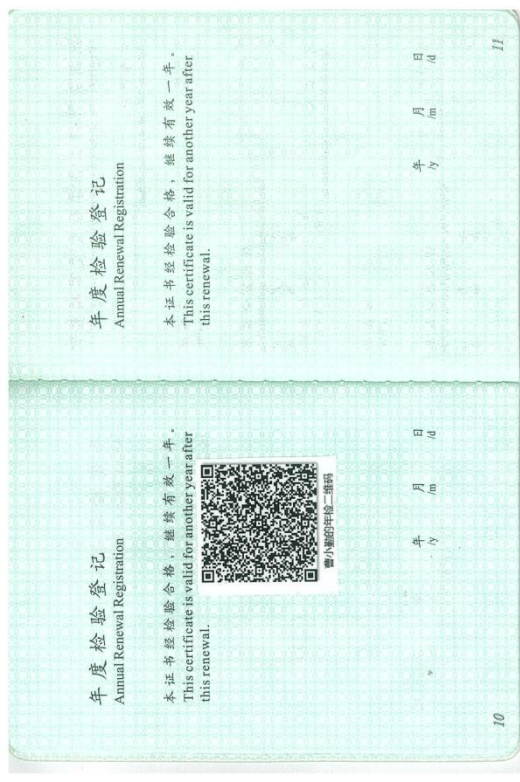 年度检验登记
Annual Renewal Registration
本证书经检验合格，继续有效一年。
This certificate is valid for another year after
this renewal.
曹小勤的年检二维码
年 月 日
/y /m /d
10
年度检验登记
Annual Renewal Registration
本证书经检验合格，继续有效一年。
This certificate is valid for another year after
this renewal.
年 月 日
/y /m /d
11